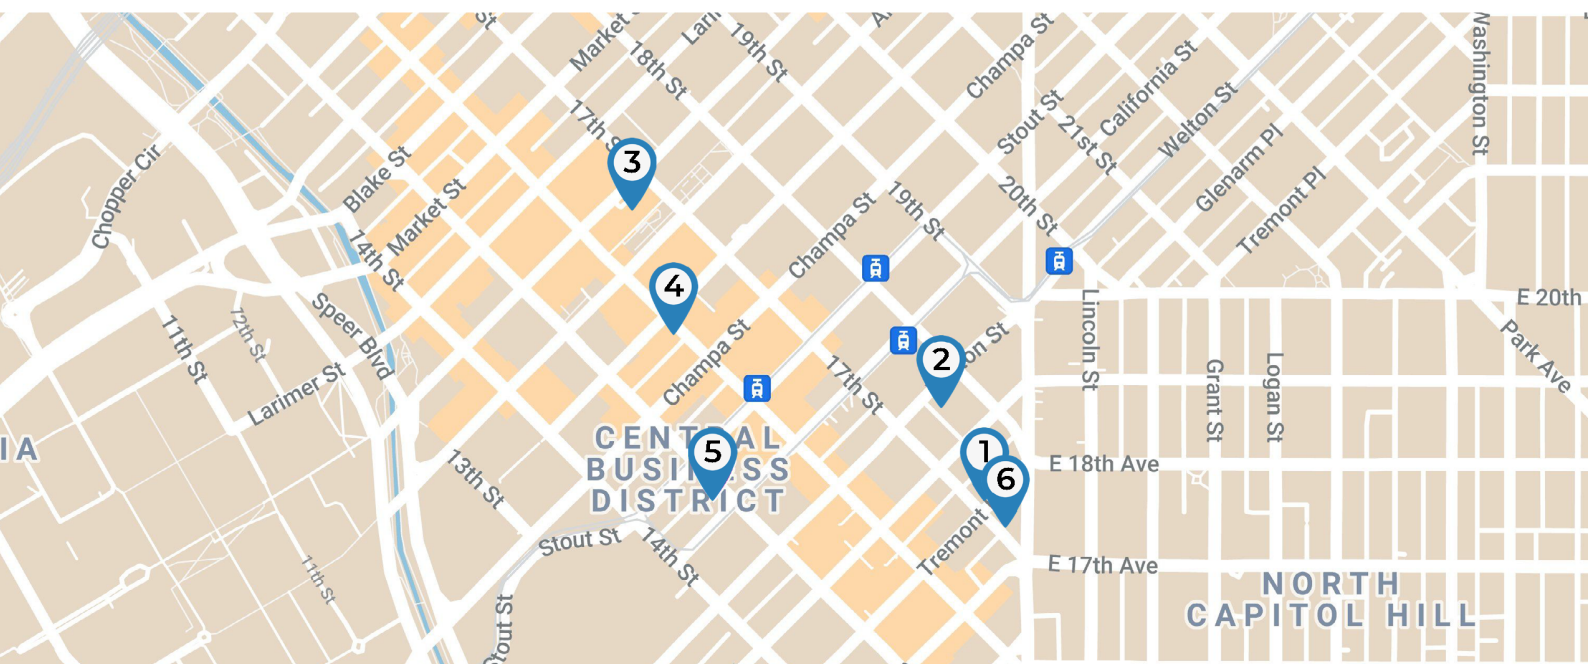 St
Market
Lari
19th St
18th St
17th S
Champa St
California St
Stout St
21st St
Welton St
Washington St
Glenarm Pl
Tremont Pl
20th St
19th St
Champa St
3
Chopper Cir
Blake St
Market St
14th St
4
Speer Blvd
12th St
11th St
Larimer St
Champa St
17th St
2
on St
Lincoln St
E 20th
Park Ave
Grant St
Logan St
IA
CENTRAL
BUSINESS
DISTRICT
5
1
6
E 18th Ave
13th St
Stout St
14th St
Tremont
E 17th Ave
11th St
Stout St
NORTH
CAPITOL HILL